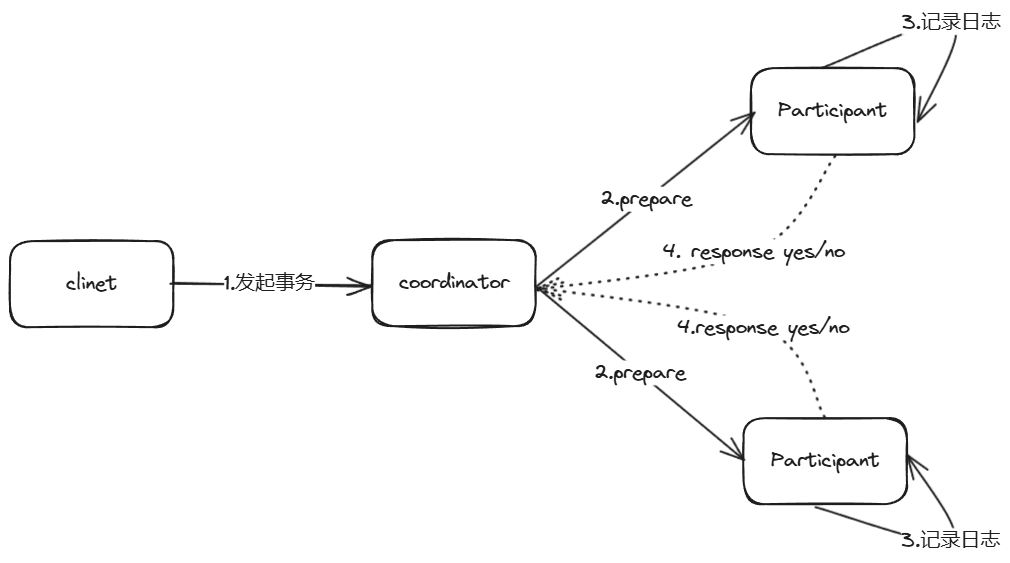 3.记录日志
Participant
2.prepare
4. response yes/no
clinet
1.发起事务
coordinator
4.response yes/no
2.prepare
Participant
3.记录日志